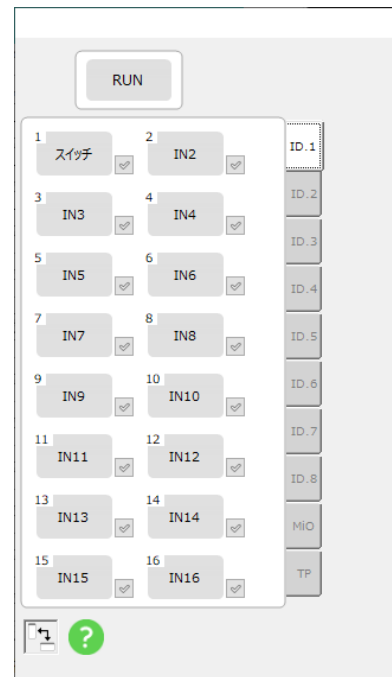 RUN
1 スイッチ 2 IN2
3 IN3 4 IN4
5 IN5 6 IN6
7 IN7 8 IN8
9 IN9 10 IN10
11 IN11 12 IN12
13 IN13 14 IN14
15 IN15 16 IN16
ID.1
ID.2
ID.3
ID.4
ID.5
ID.6
ID.7
ID.8
MiO
TP
?